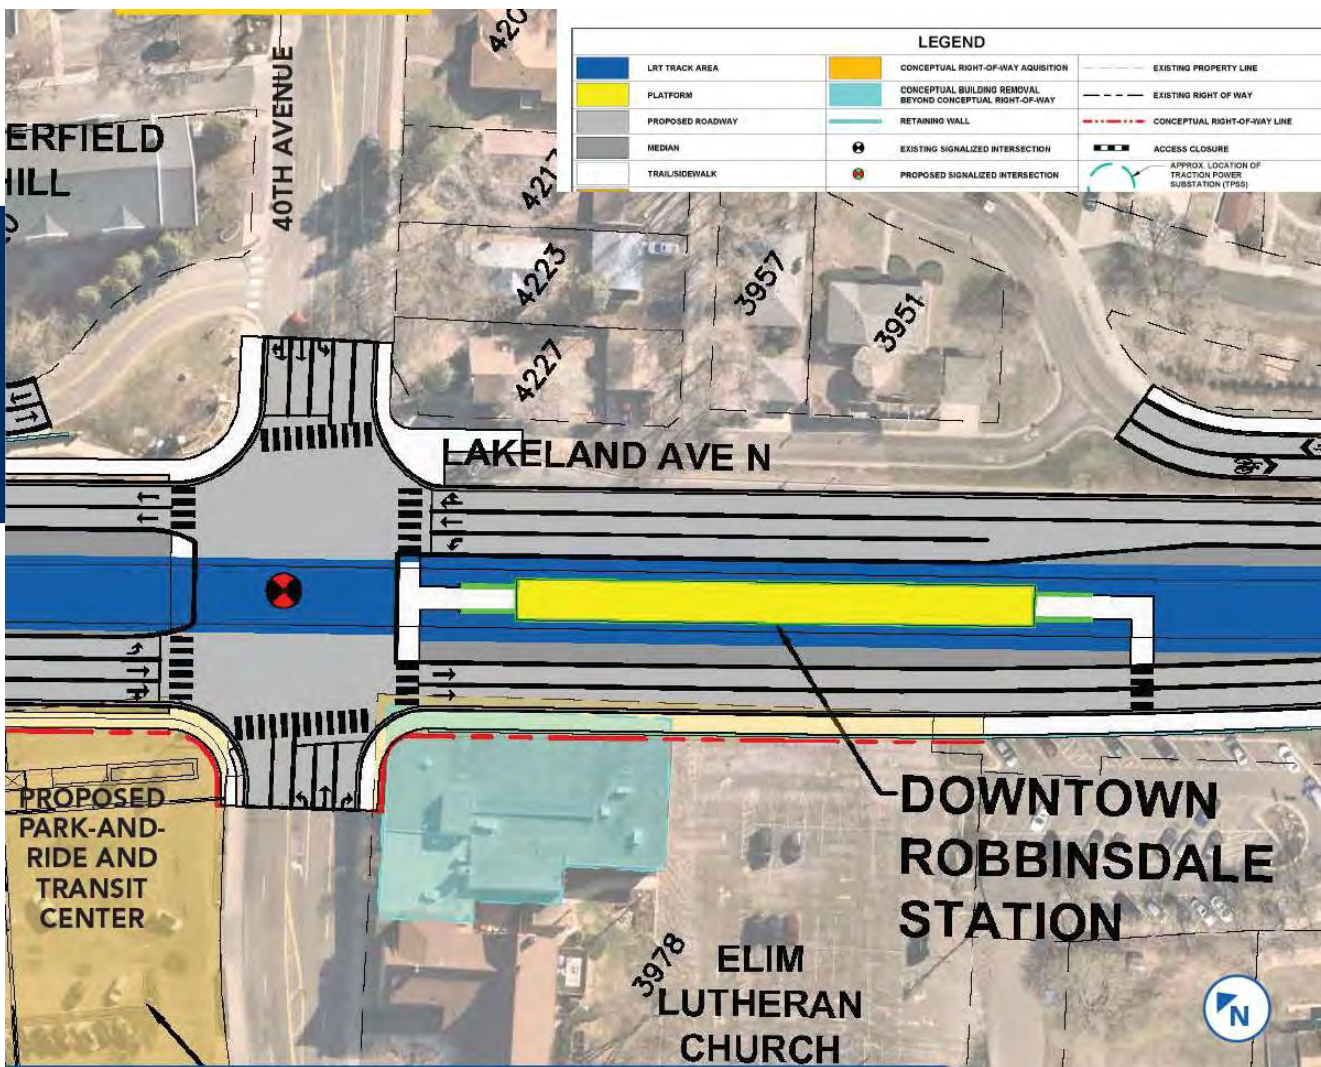 LEGEND
LRT TRACK AREA
CONCEPTUAL RIGHT-OF-WAY AQUISITION
EXISTING PROPERTY LINE
PLATFORM
CONCEPTUAL BUILDING REMOVAL
BEYOND CONCEPTUAL RIGHT-OF-WAY
EXISTING RIGHT OF WAY
PROPOSED ROADWAY
RETAINING WALL
CONCEPTUAL RIGHT-OF-WAY LINE
MEDIAN
EXISTING SIGNALIZED INTERSECTION
ACCESS CLOSURE
TRAIL/SIDEWALK
PROPOSED SIGNALIZED INTERSECTION
APPROX. LOCATION OF
TRACTION POWER
SUBSTATION (TPSS)
420
40TH AVENUE
ERFIELD
HILL
4217
4223
3957
3951
4227
LAKELAND AVE N
PROPOSED
PARK-AND-
RIDE AND
TRANSIT
CENTER
DOWNTOWN
ROBBINSDALE
STATION
3978
ELIM
LUTHERAN
CHURCH
N